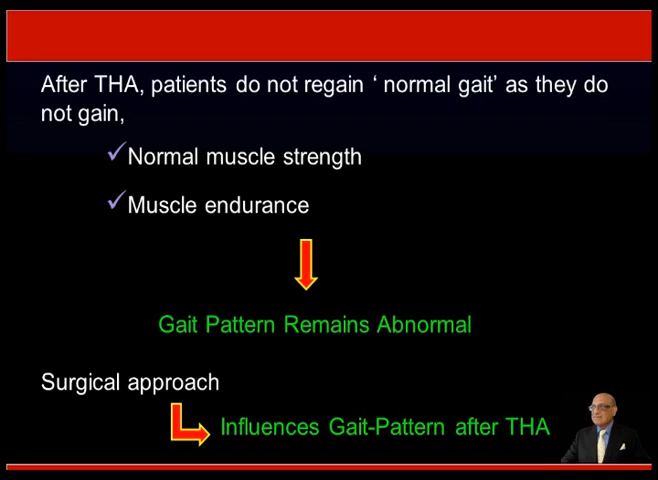 After THA, patients do not regain ‘ normal gait’ as they do
not gain,
Normal muscle strength
Muscle endurance
Gait Pattern Remains Abnormal
Surgical approach
Influences Gait-Pattern after THA